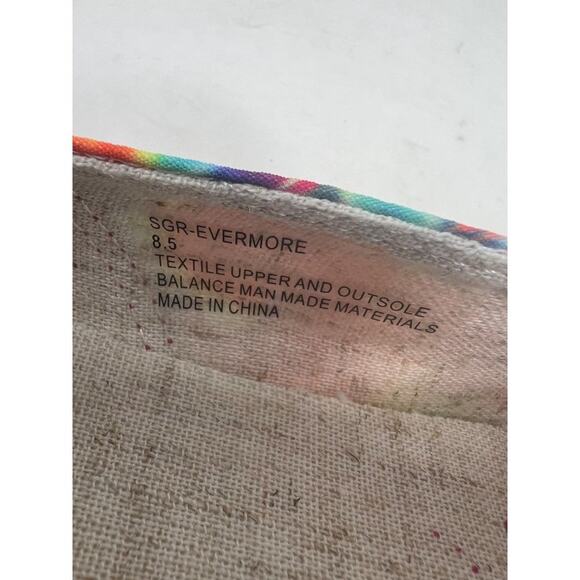 SGR-EVERMORE
8.5
TEXTILE UPPER AND OUTSOLE
BALANCE MAN MADE MATERIALS
MADE IN CHINA